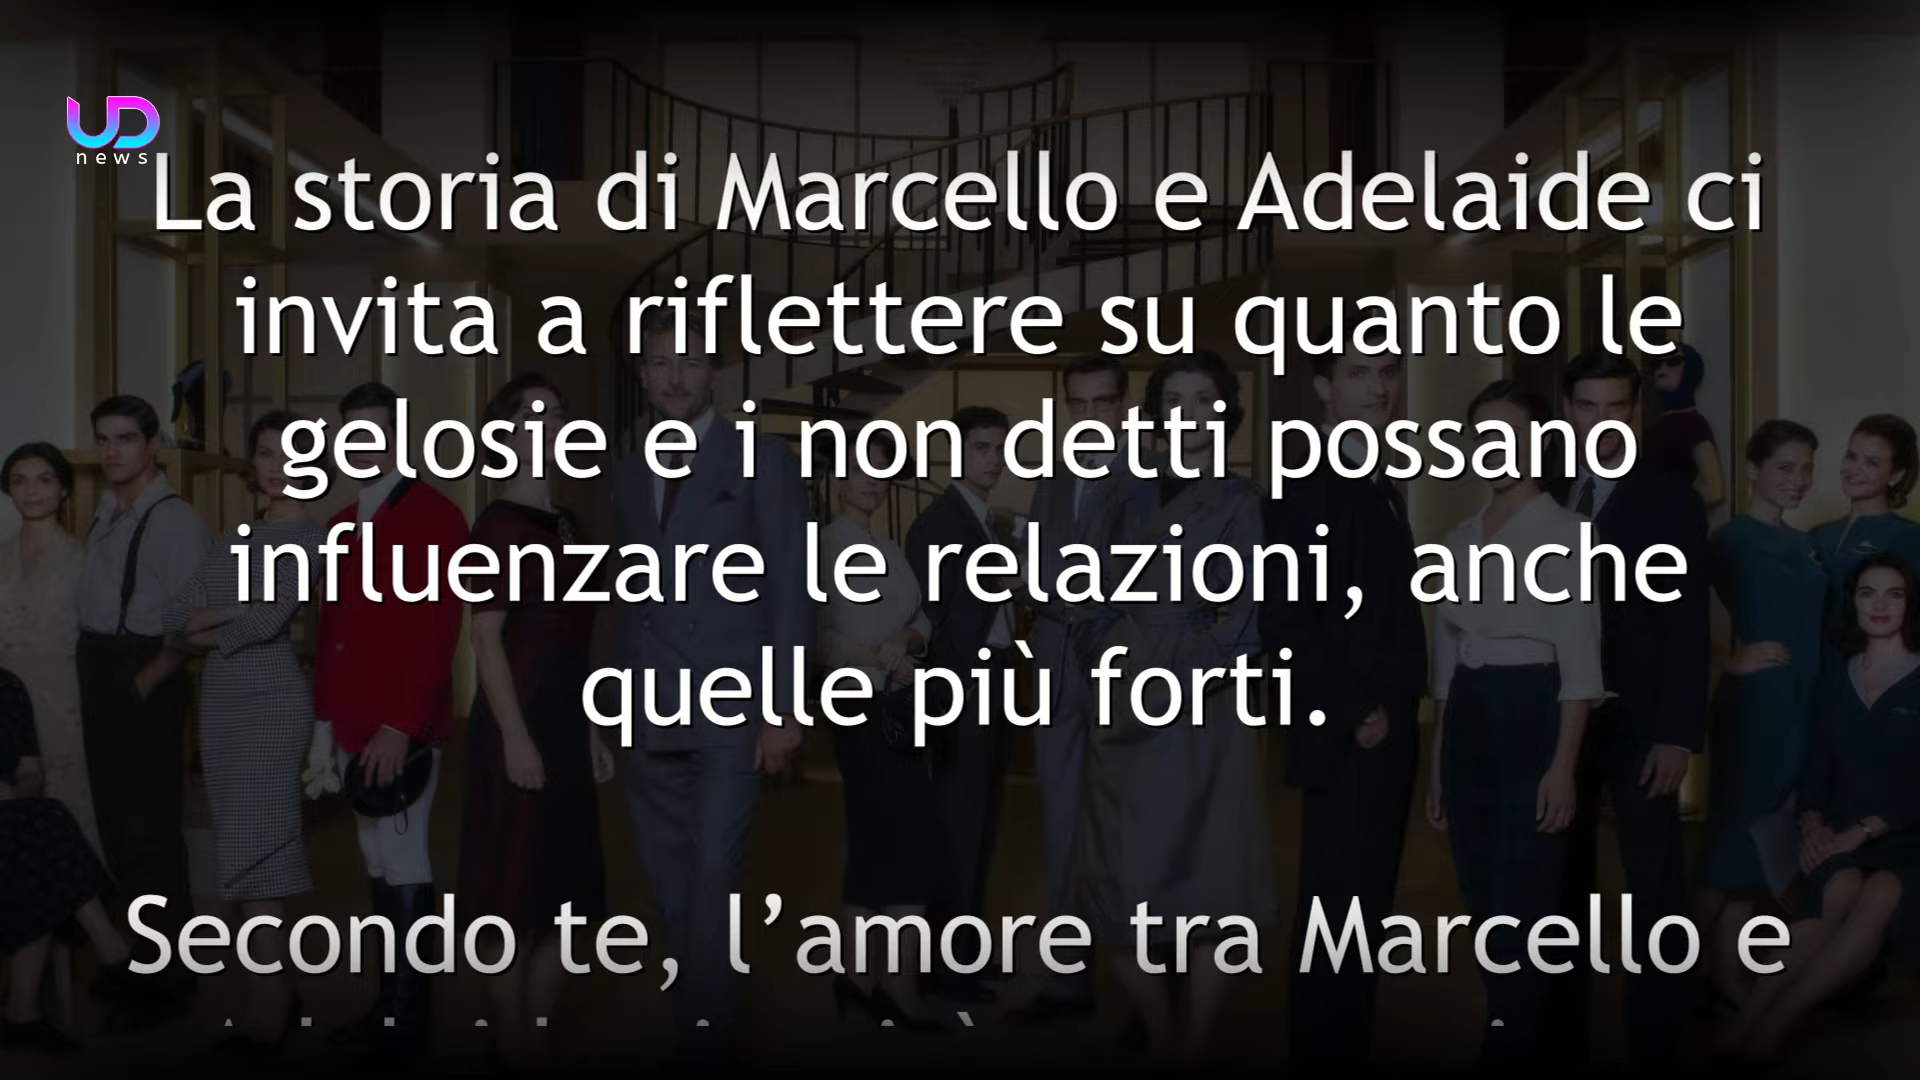 UD
news
La storia di Marcello e Adelaide ci
invita a riflettere su quanto le
gelosie e i non detti possano
influenzare le relazioni, anche
quelle più forti.
Secondo te, l’amore tra Marcello e